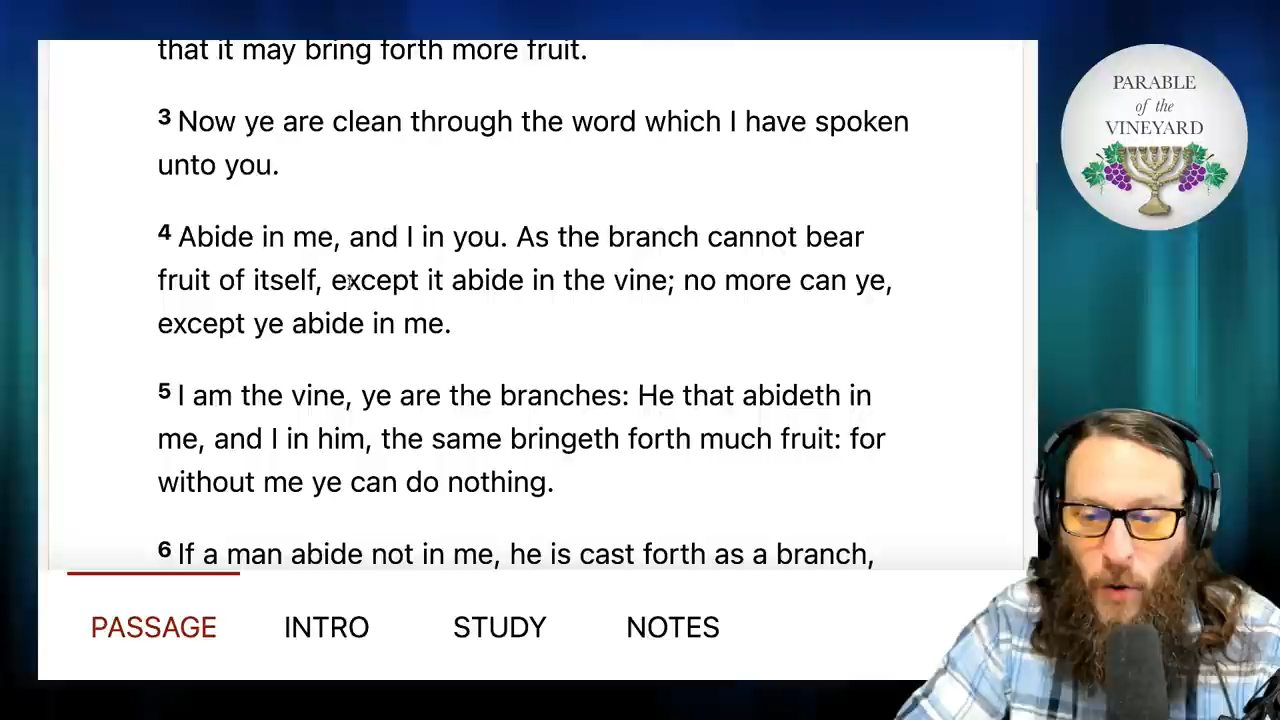 that it may bring forth more fruit.
3 Now ye are clean through the word which I have spoken
unto you.
4 Abide in me, and I in you. As the branch cannot bear
fruit of itself, except it abide in the vine; no more can ye,
except ye abide in me.
5 I am the vine, ye are the branches: He that abideth in
me, and I in him, the same bringeth forth much fruit: for
without me ye can do nothing.
6 If a man abide not in me, he is cast forth as a branch,
PASSAGE INTRO STUDY NOTES
PARABLE
of the
VINEYARD